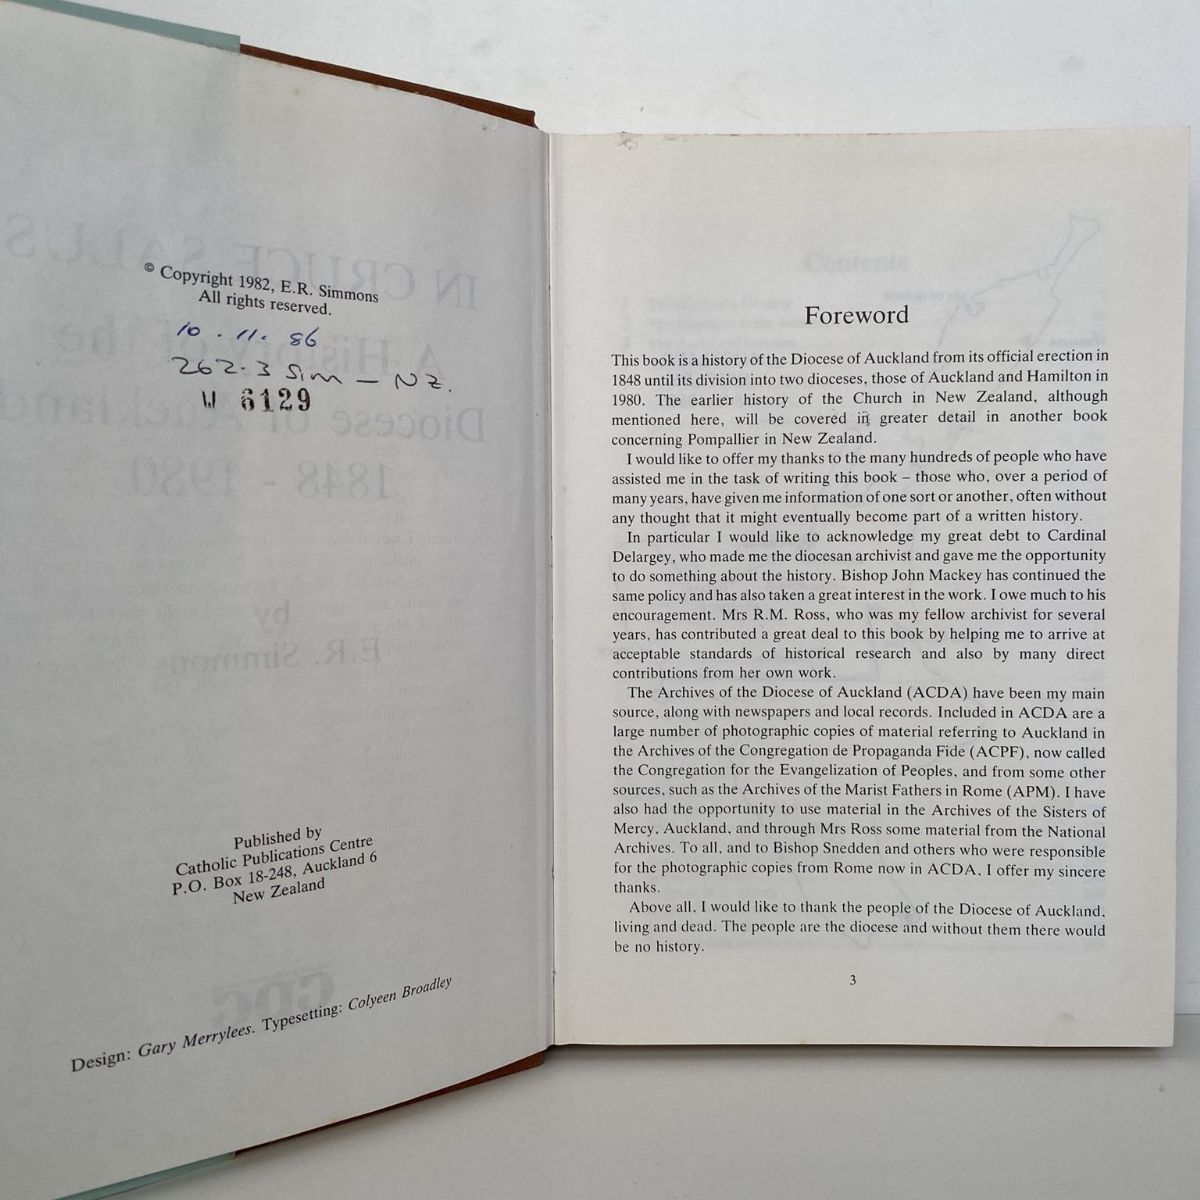 © Copyright 1982, E.R. Simmons
All rights reserved.
10.11.86
262.3 Sim — NZ.
W 6129
Published by
Catholic Publications Centre
P.O. Box 18-248, Auckland 6
New Zealand
Design: Gary Merrylees. Typesetting: Colyeen Broadley
Foreword
This book is a history of the Diocese of Auckland from its official erection in
1848 until its division into two dioceses, those of Auckland and Hamilton in
1980. The earlier history of the Church in New Zealand, although
mentioned here, will be covered in greater detail in another book
concerning Pompallier in New Zealand.
I would like to offer my thanks to the many hundreds of people who have
assisted me in the task of writing this book – those who, over a period of
many years, have given me information of one sort or another, often without
any thought that it might eventually become part of a written history.
In particular I would like to acknowledge my great debt to Cardinal
Delargey, who made me the diocesan archivist and gave me the opportunity
to do something about the history. Bishop John Mackey has continued the
same policy and has also taken a great interest in the work. I owe much to his
encouragement. Mrs R.M. Ross, who was my fellow archivist for several
years, has contributed a great deal to this book by helping me to arrive at
acceptable standards of historical research and also by many direct
contributions from her own work.
The Archives of the Diocese of Auckland (ACDA) have been my main
source, along with newspapers and local records. Included in ACDA are a
large number of photographic copies of material referring to Auckland in
the Archives of the Congregation de Propaganda Fide (ACPF), now called
the Congregation for the Evangelization of Peoples, and from some other
sources, such as the Archives of the Marist Fathers in Rome (APM). I have
also had the opportunity to use material in the Archives of the Sisters of
Mercy, Auckland, and through Mrs Ross some material from the National
Archives. To all, and to Bishop Snedden and others who were responsible
for the photographic copies from Rome now in ACDA, I offer my sincere
thanks.
Above all, I would like to thank the people of the Diocese of Auckland,
living and dead. The people are the diocese and without them there would
be no history.
3